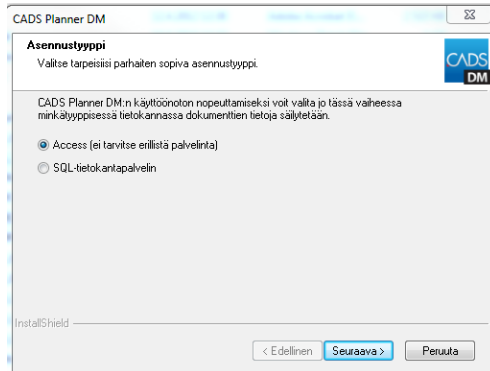 CADS Planner DM
Asennustyyppi
Valitse tarpeisiisi parhaiten sopiva asennustyyppi.
CADS
DM
CADS Planner DM:n käyttöönoton nopeuttamiseksi voit valita jo tässä vaiheessa
minkätyyppisessä tietokannassa dokumenttien tietoja säilytetään.
Access (ei tarvitse erillistä palvelinta)
SQL-tietokantapalvelin
InstallShield
< Edellinen
Seuraava >
Peruuta